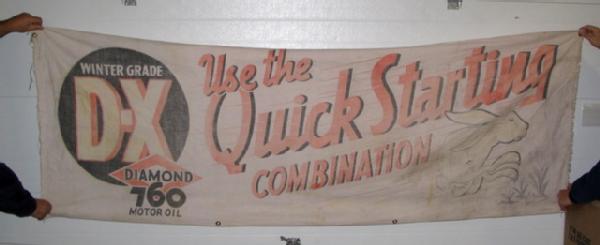 WINTER GRADE
D-X
DIAMOND
760
MOTOR OIL
Use the
Quick Starting
COMBINATION